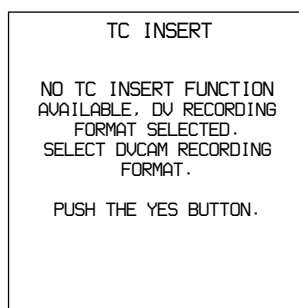 TC INSERT
NO TC INSERT FUNCTION
AVAILABLE, DV RECORDING
FORMAT SELECTED.
SELECT DVCAM RECORDING
FORMAT.
PUSH THE YES BUTTON.